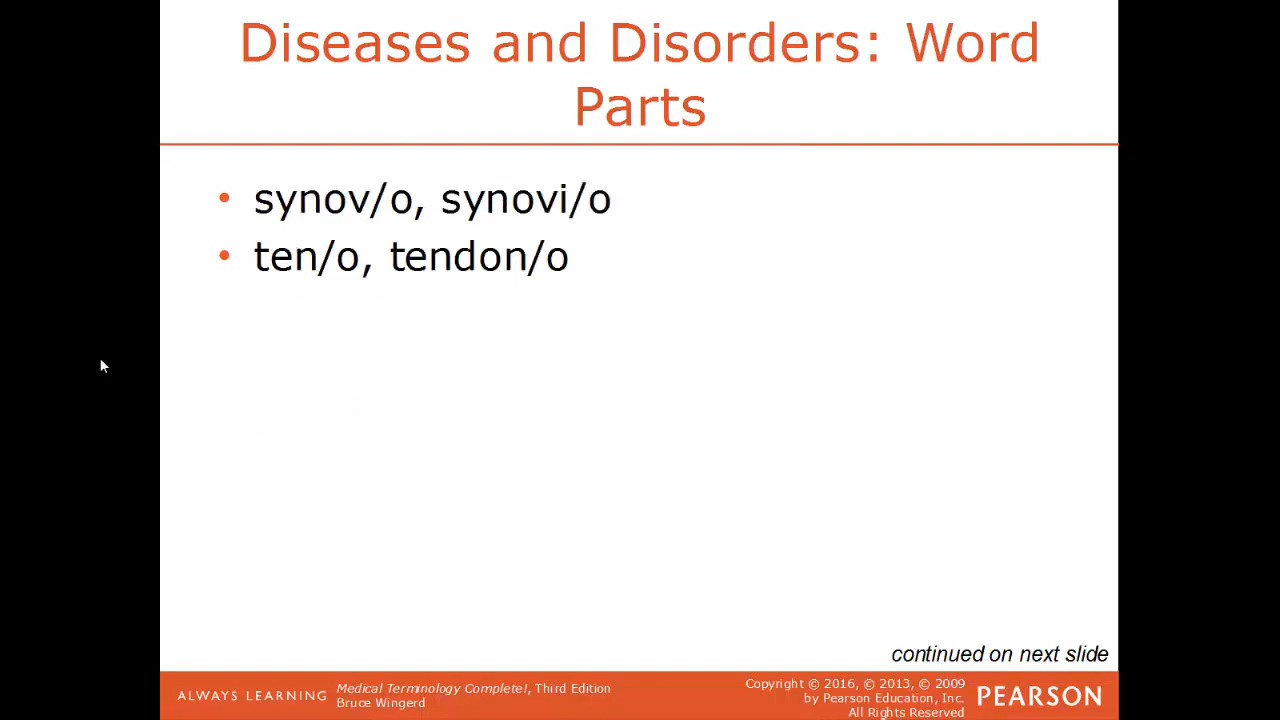 Diseases and Disorders: Word
Parts
• synov/o, synovi/o
• ten/o, tendon/o
continued on next slide
ALWAYS LEARNING
Medical Terminology Complete!, Third Edition
Bruce Wingerd
Copyright © 2016, © 2013, © 2009
by Pearson Education, Inc.
All Rights Reserved
PEARSON